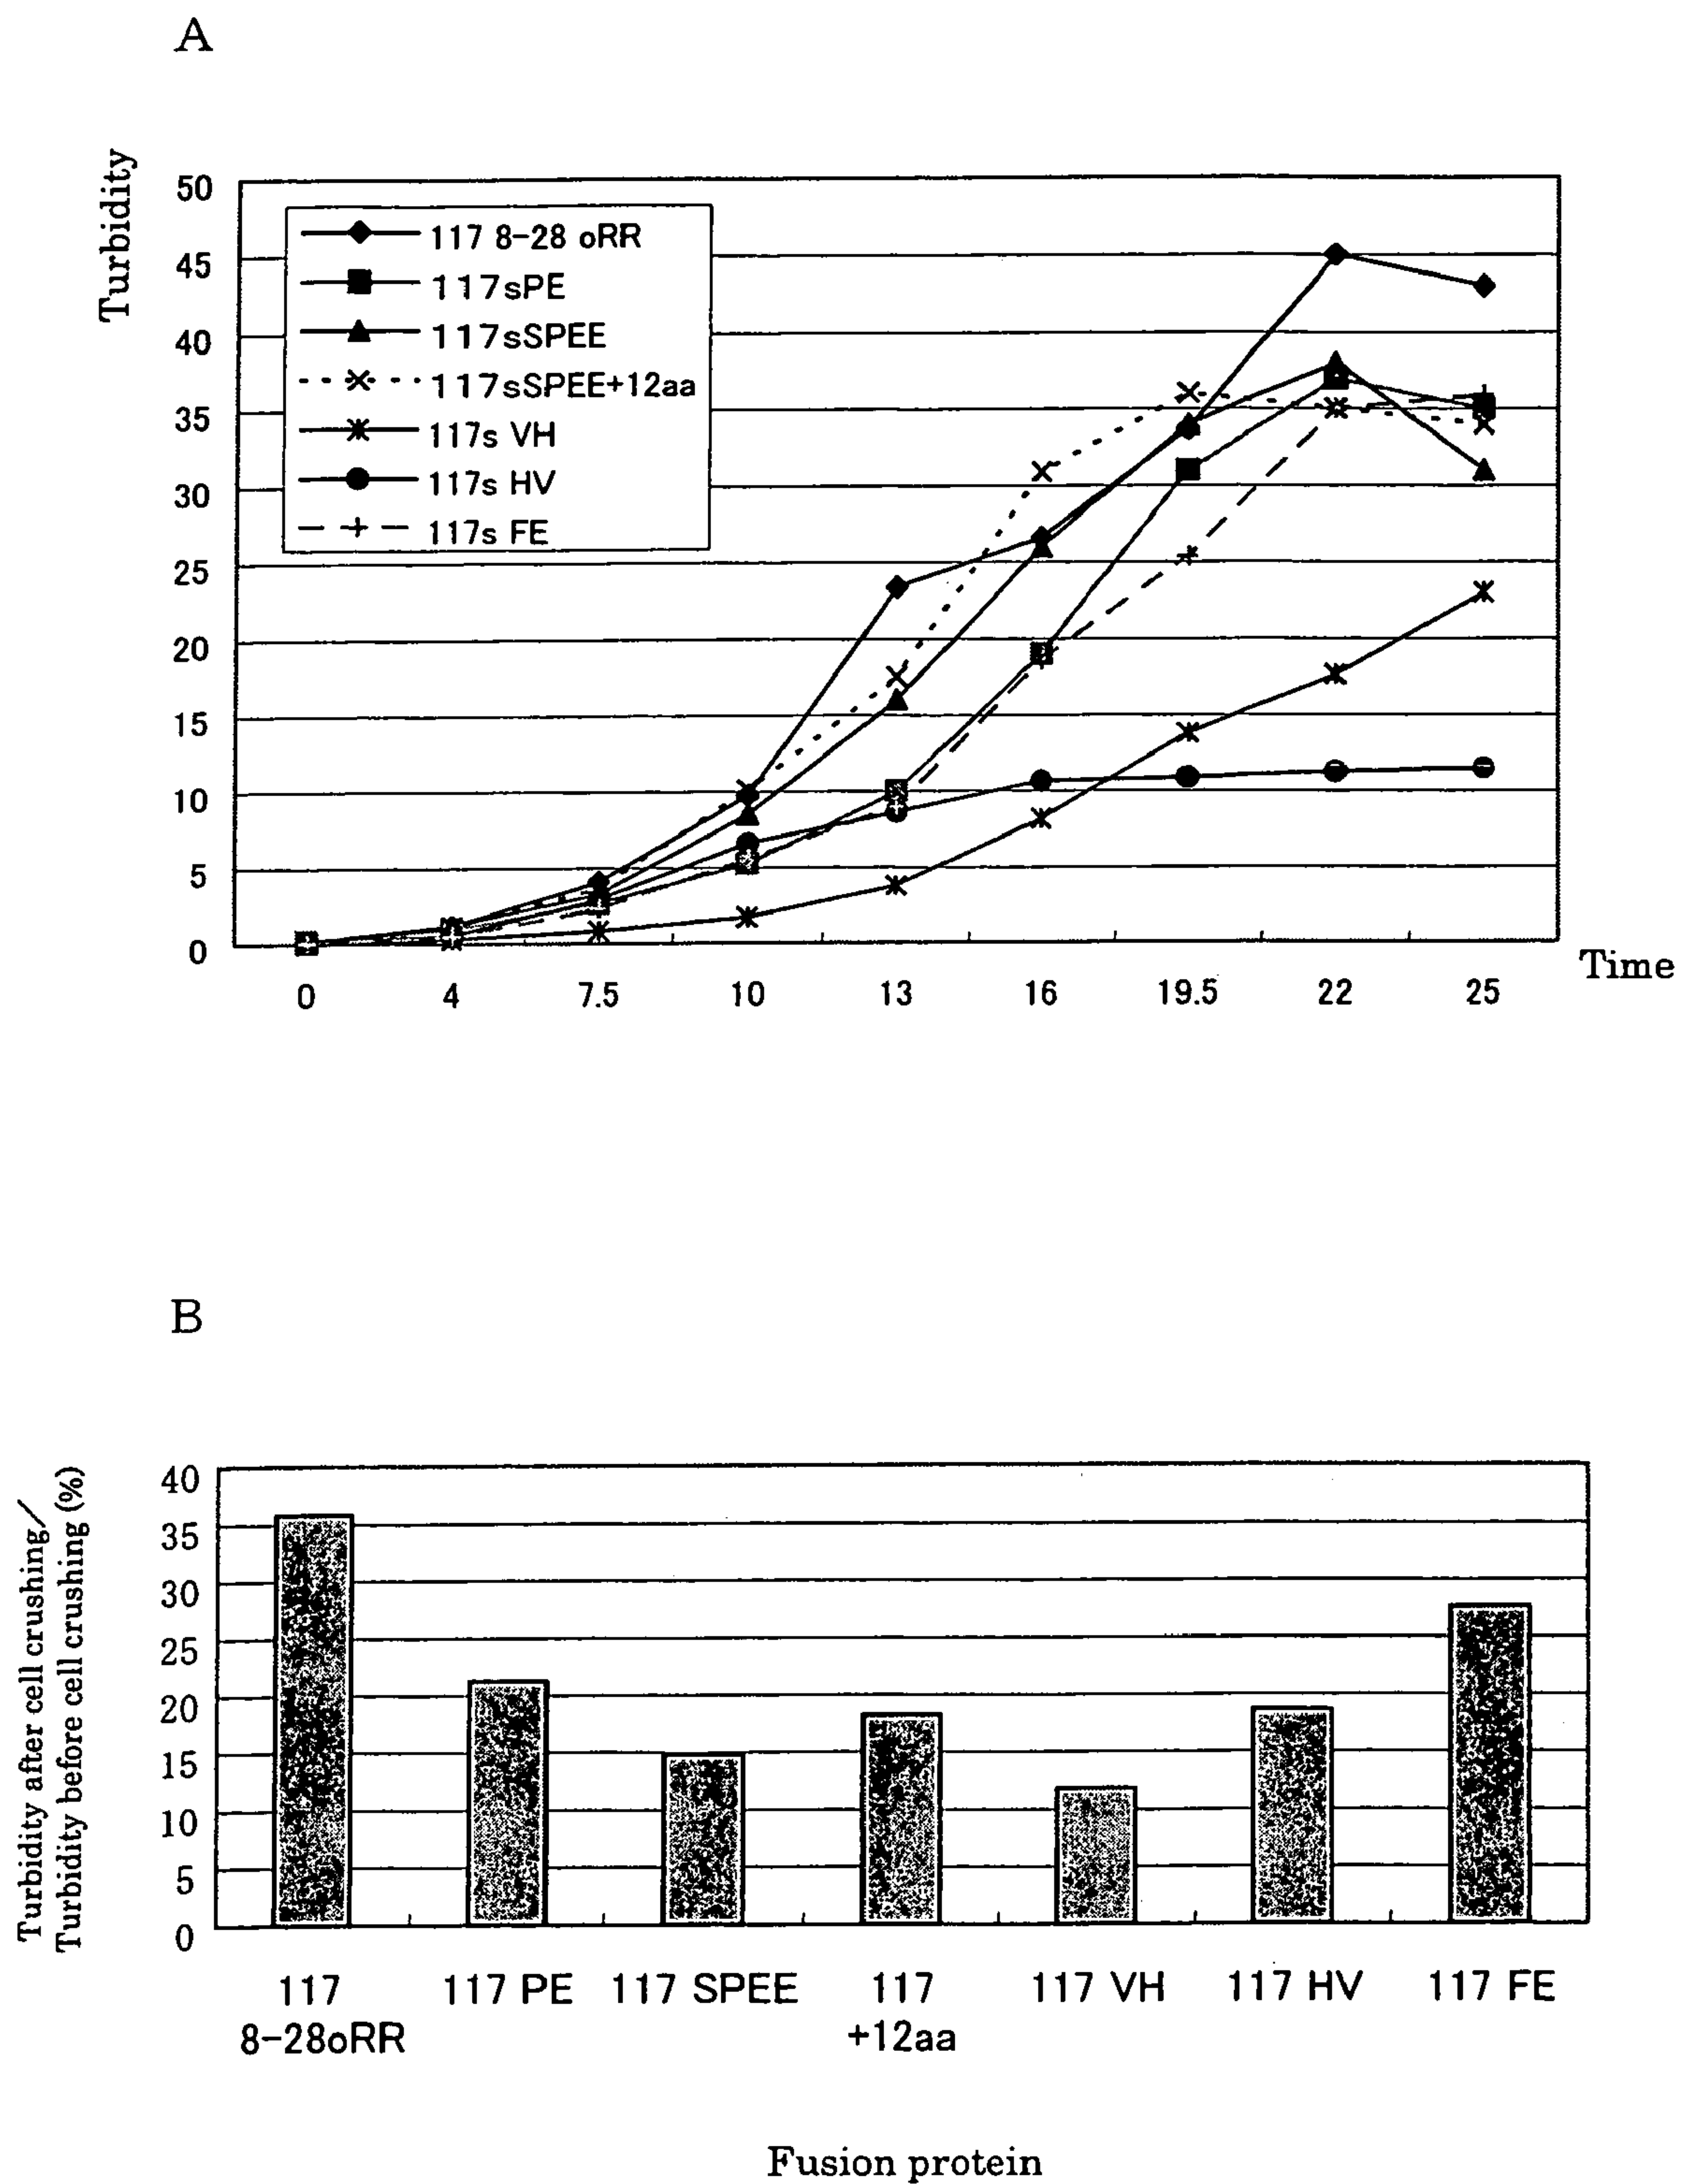 A
Turbidity
50
45
40
35
30
25
20
15
10
5
0
117 8-28 oRR
117sPE
117sSPEE
117sSPEE+12aa
117s VH
117s HV
117s FE
Time
0 4 7.5 10 13 16 19.5 22 25
B
Turbidity after cell crushing/
Turbidity before cell crushing (%)
40
35
30
25
20
15
10
5
0
117 117 PE 117 SPEE 117 117 VH 117 HV 117 FE
8-28oRR +12aa
Fusion protein